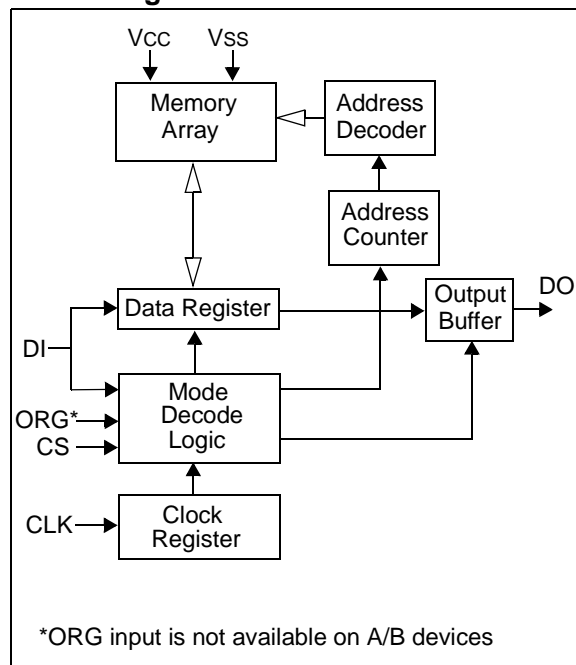 VCC
VSS
Memory
Array
Address
Decoder
Address
Counter
Data Register
Output
Buffer
DO
DI
Mode
Decode
Logic
ORG*
CS
CLK
Clock
Register
*ORG input is not available on A/B devices